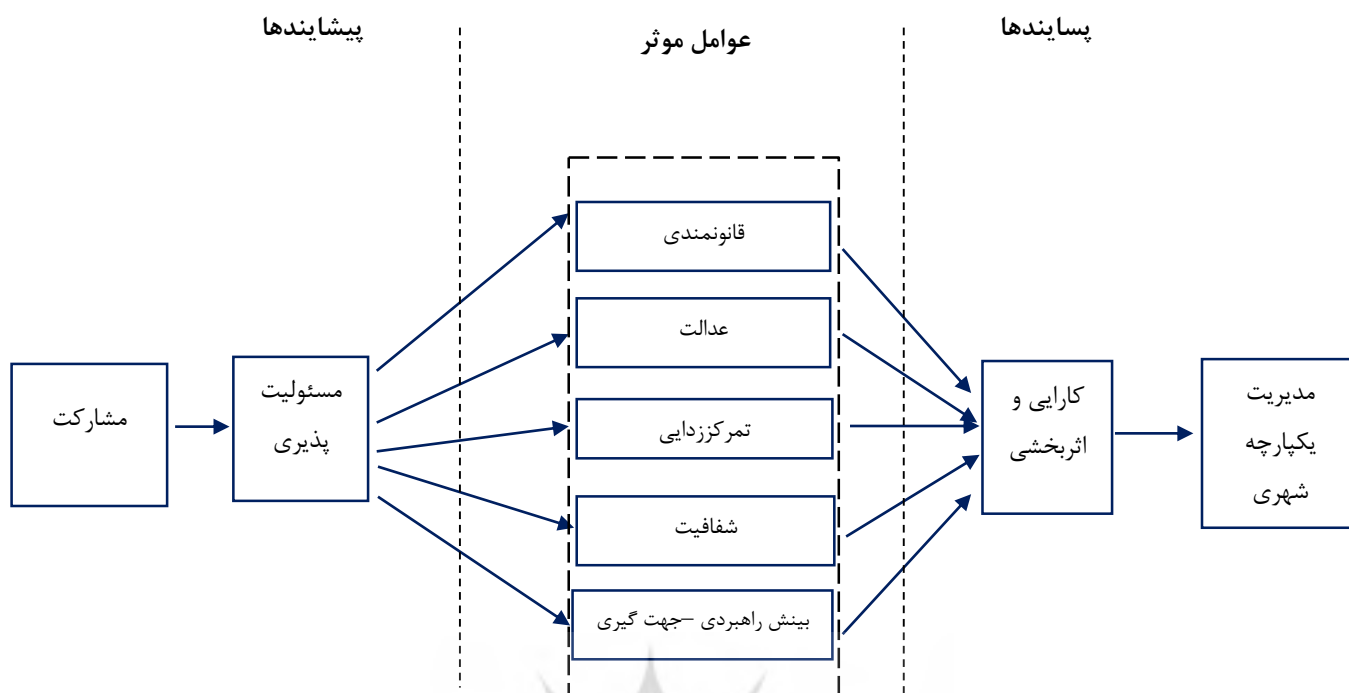 پیشایندها
عوامل موثر
پسایندها
مشارکت
مسئولیت
پذیری
قانونمندی
عدالت
تمرکززدایی
شفافیت
بینش راهبردی –جهت گیری
کارایی و
اثربخشی
مدیریت
یکپارچه
شهری